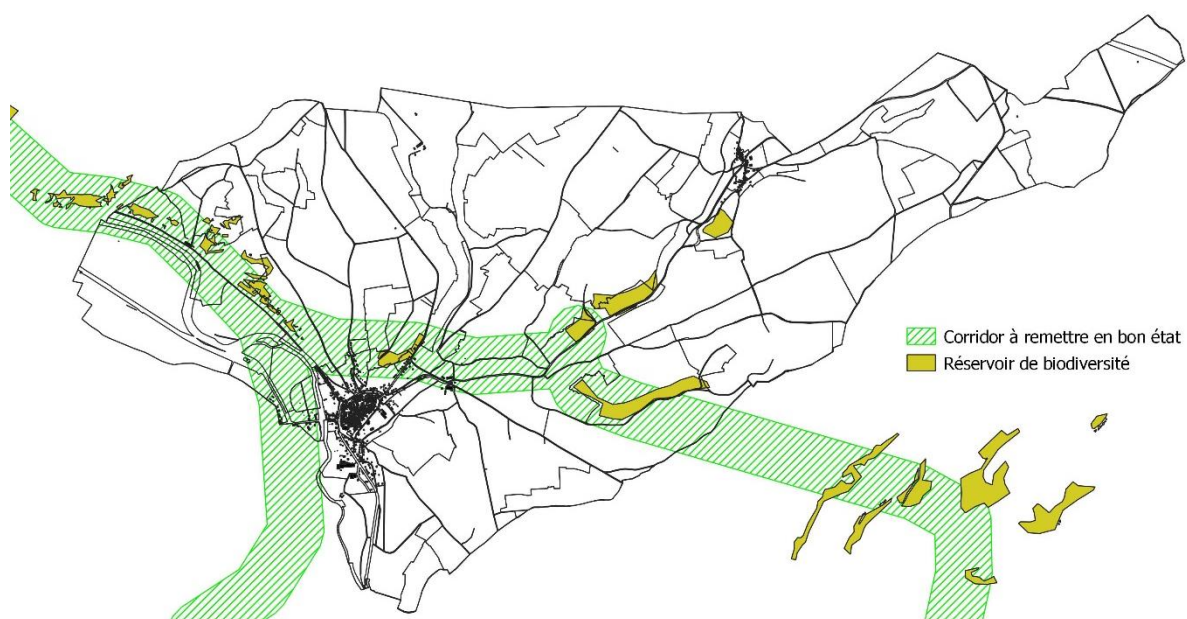 Corridor à remettre en bon état
Réservoir de biodiversité